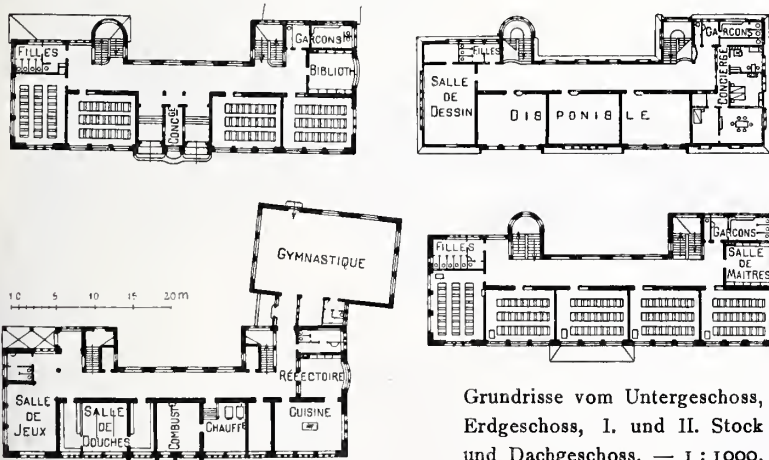 FILLES
GARÇONS
BIBLIOTH
CONCGE
FILLES
GARÇONS
SALLE
DE
DESSIN
DISPONIBLE
CONCIERGE
GYMNASTIQUE
10 5 10 15 20m
FILLES
GARÇONS
SALLE
DE
MAITRES
SALLE
DE
JEUX
SALLE
DE
DOUCHES
COMBUSTE
CHAUFFE
RÉFECTOIRE
CUISINE
Grundrisse vom Untergeschoss,
Erdgeschoss, I. und II. Stock
und Dachgeschoss. — 1 : 1000.